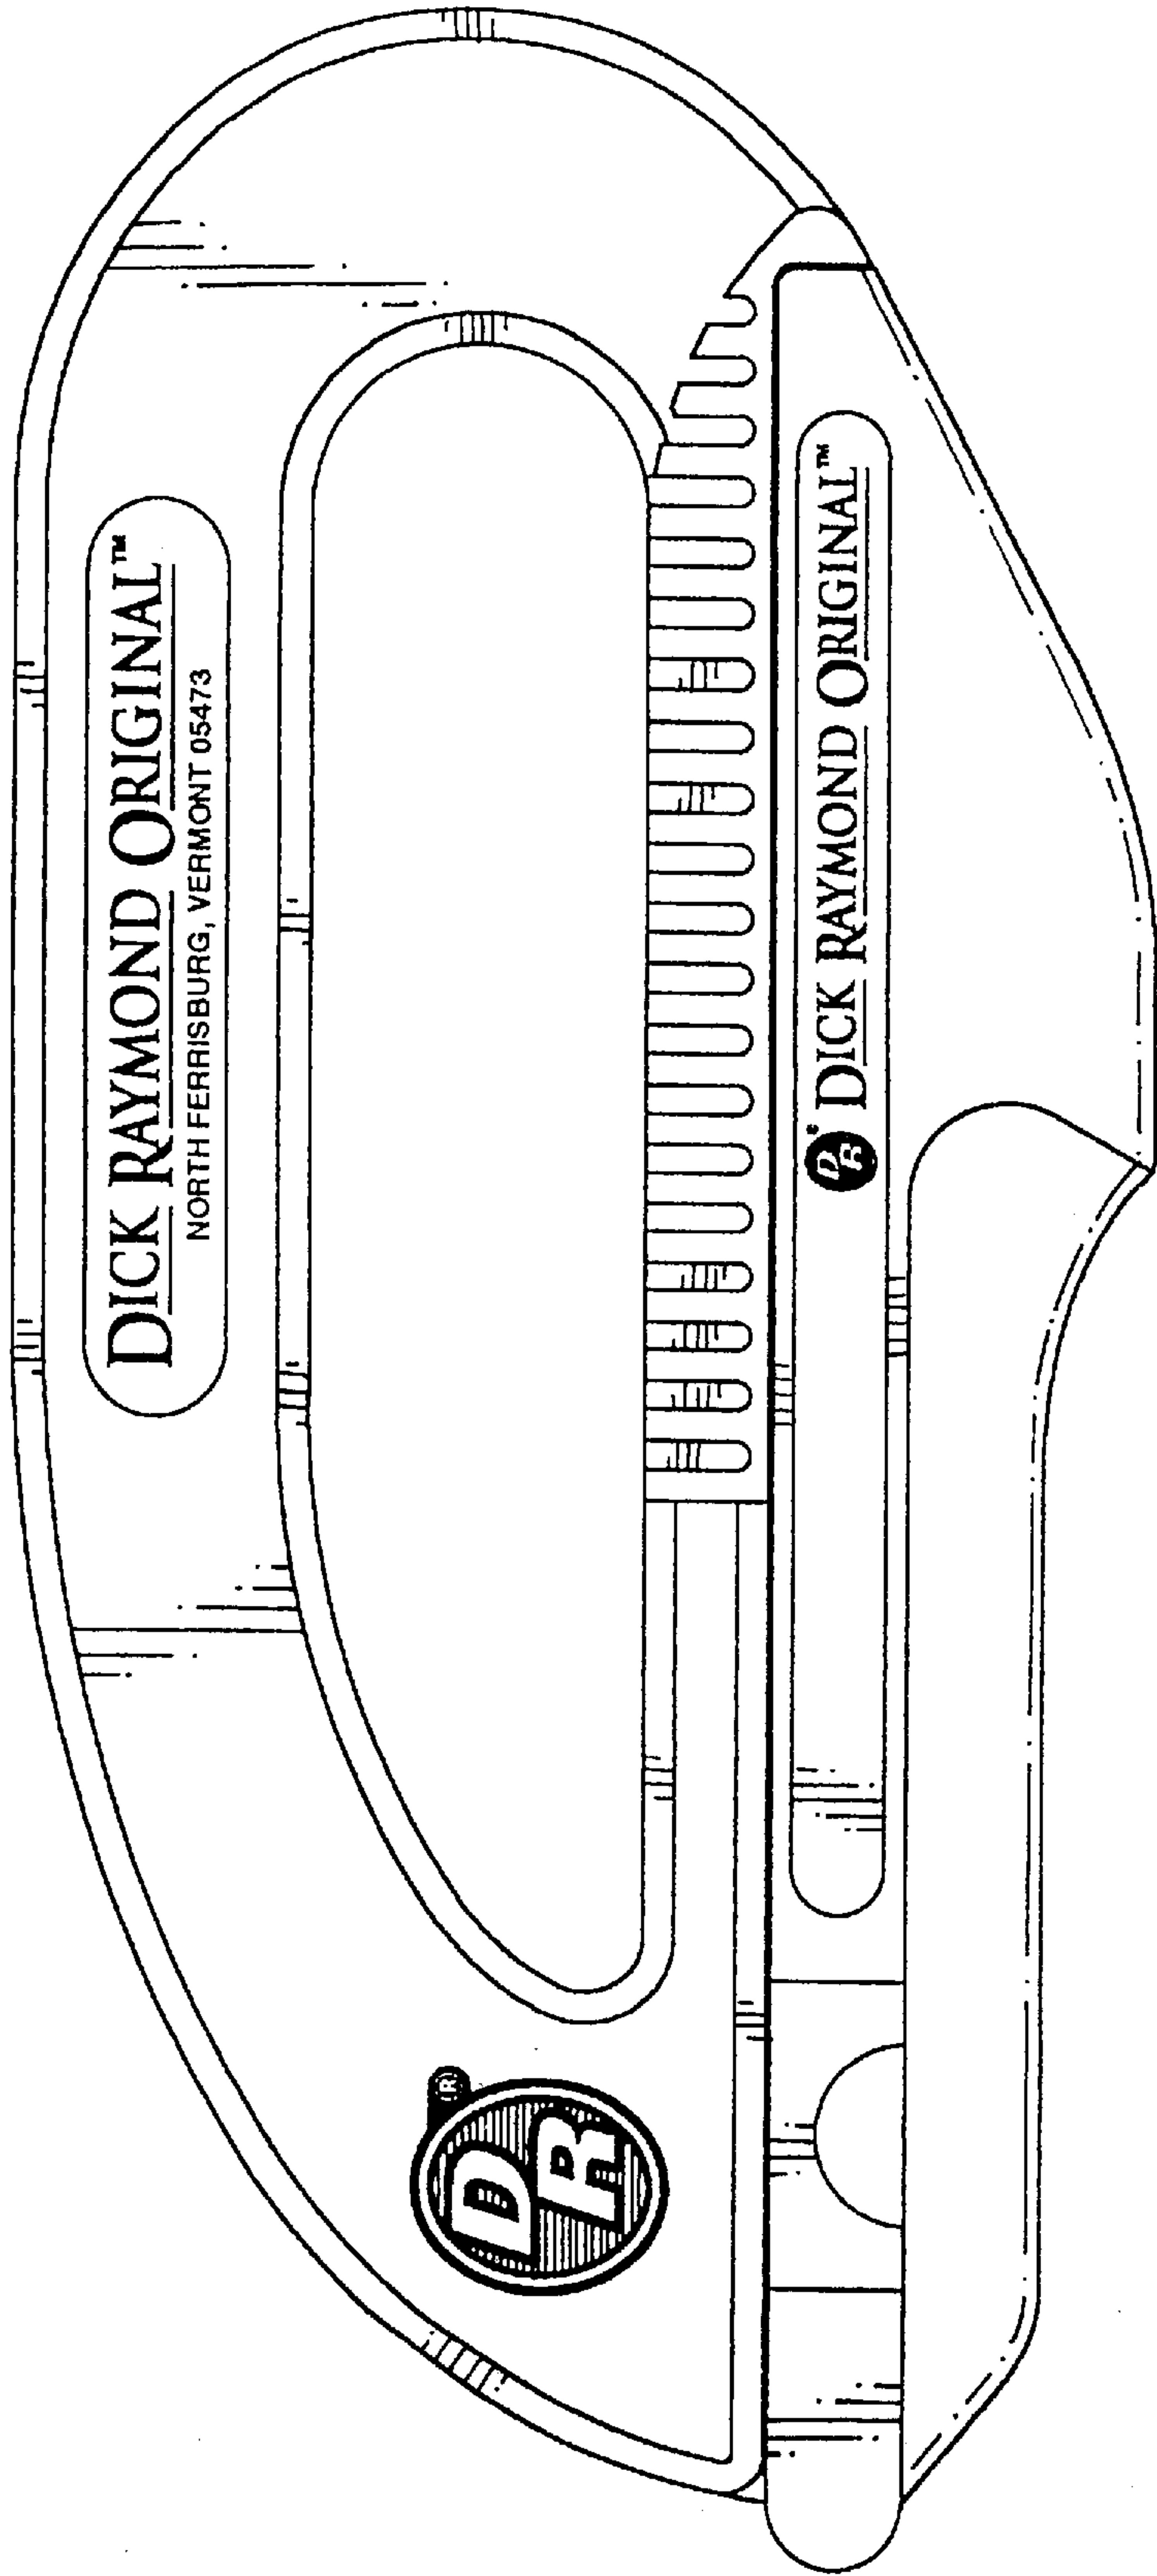 DICK RAYMOND ORIGINAL™
NORTH FERRISBURG, VERMONT 05473
DR® DICK RAYMOND ORIGINAL™
DR®